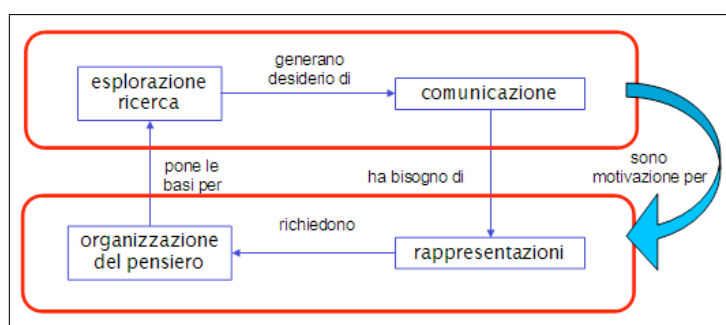 generano
desiderio di
esplorazione
ricerca
comunicazione
pone le
basi per
ha bisogno di
sono
motivazione per
richiedono
organizzazione
del pensiero
rappresentazioni